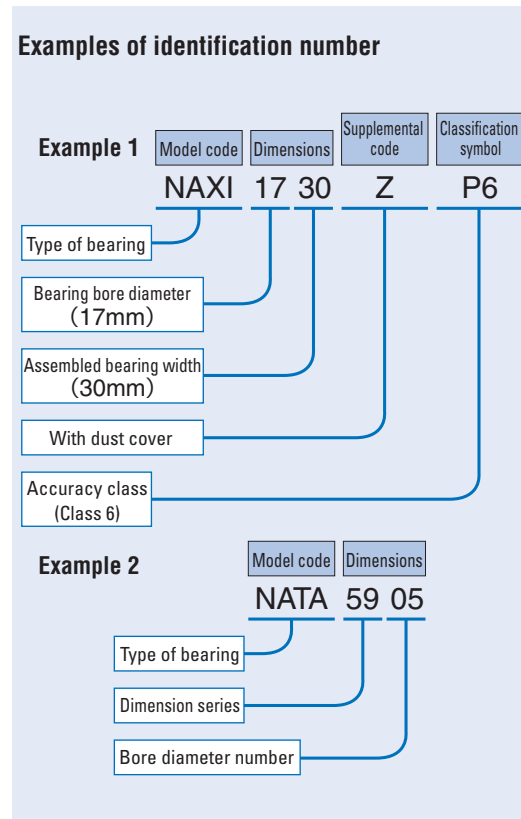 Examples of identification number
Supplemental
code
Classification
symbol
Example 1
Model code
Dimensions
NAXI 17 30 Z P6
Type of bearing
Bearing bore diameter
(17mm)
Assembled bearing width
(30mm)
With dust cover
Accuracy class
(Class 6)
Example 2
Model code
Dimensions
NATA 59 05
Type of bearing
Dimension series
Bore diameter number